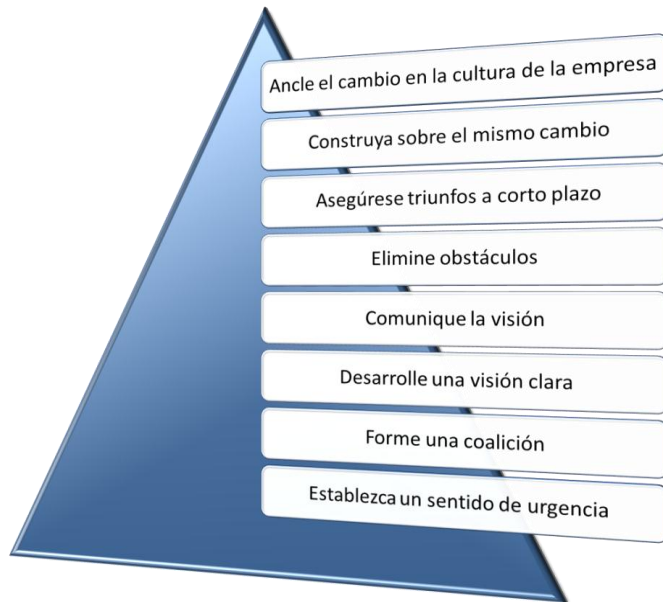 Ancle el cambio en la cultura de la empresa
Construya sobre el mismo cambio
Asegúrese triunfos a corto plazo
Elimine obstáculos
Comunique la visión
Desarrolle una visión clara
Forme una coalición
Establezca un sentido de urgencia